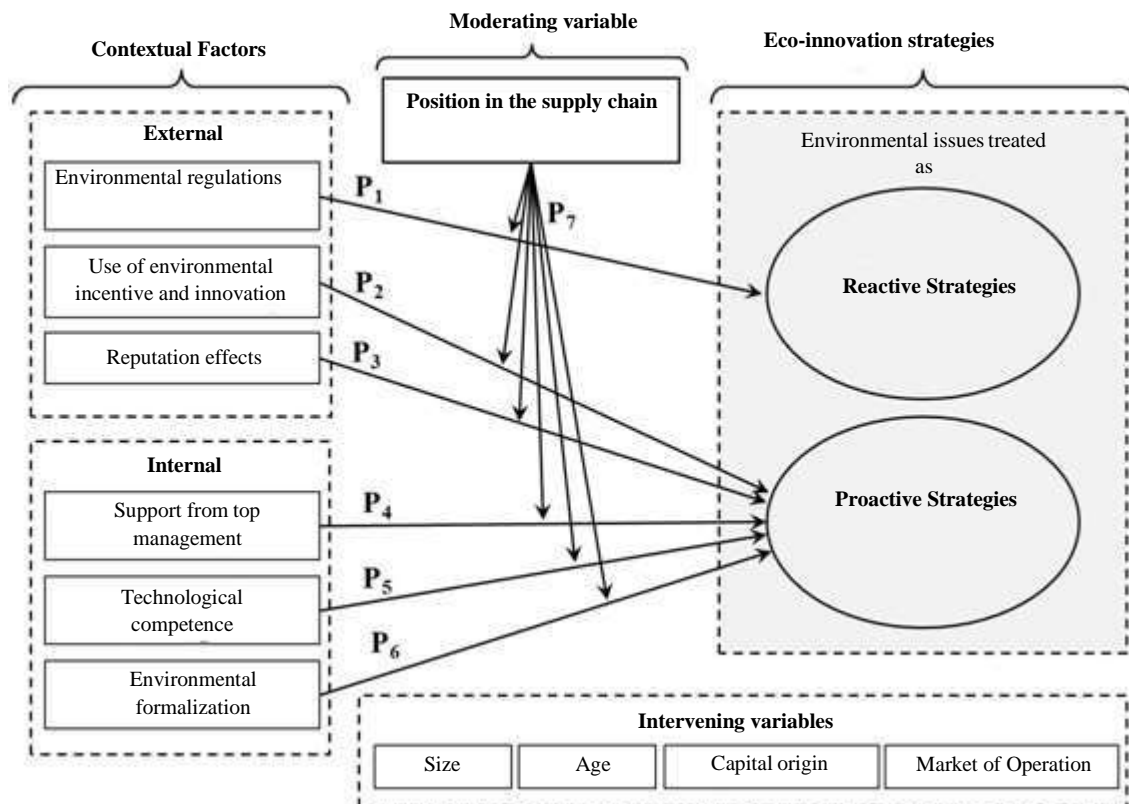 Moderating variable
Contextual Factors
Eco-innovation strategies
Position in the supply chain
External
Environmental issues treated
as
Environmental regulations
P1
P7
Use of environmental
incentive and innovation
P2
Reactive Strategies
Reputation effects
P3
Internal
Support from top
management
P4
Proactive Strategies
Technological
competence
P5
P6
Environmental
formalization
Intervening variables
Size
Age
Capital origin
Market of Operation